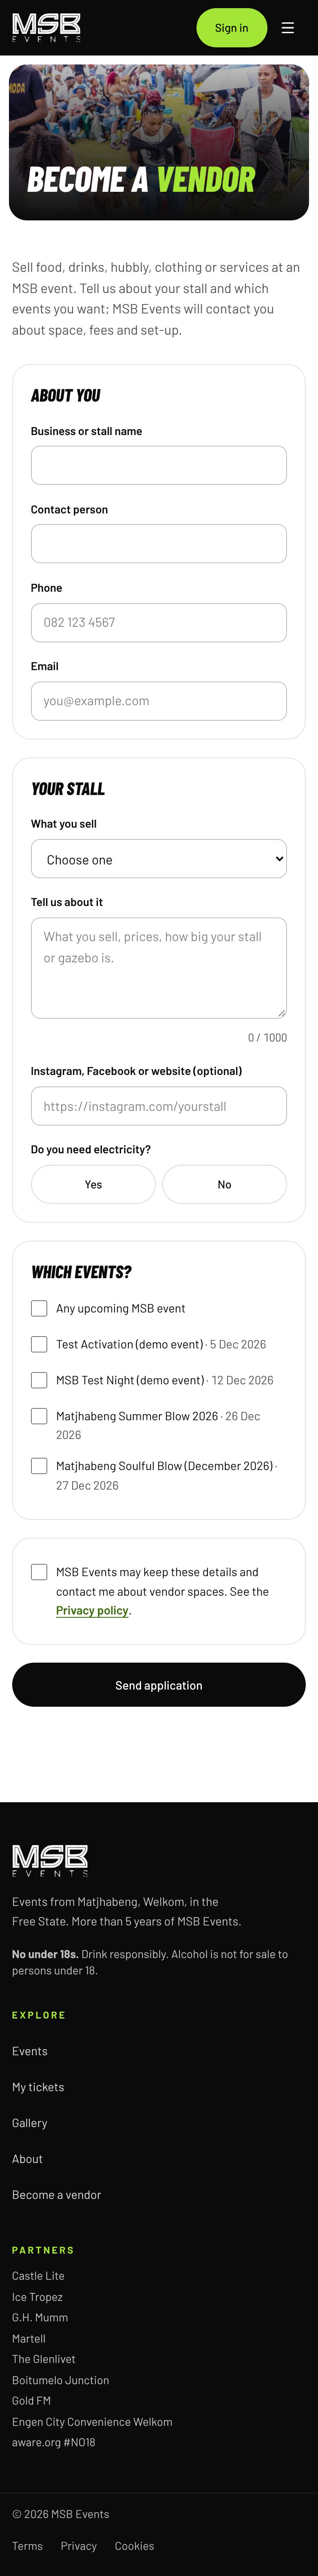 MSB
EVENTS
Sign in
MODA
BECOME A VENDOR
Sell food, drinks, hubbly, clothing or services at an
MSB event. Tell us about your stall and which
events you want; MSB Events will contact you
about space, fees and set-up.
ABOUT YOU
Business or stall name
Contact person
Phone
082 123 4567
Email
you@example.com
YOUR STALL
What you sell
Choose one
Tell us about it
What you sell, prices, how big your stall
or gazebo is.
0 / 1000
Instagram, Facebook or website (optional)
https://instagram.com/yourstall
Do you need electricity?
Yes No
WHICH EVENTS?
Any upcoming MSB event
Test Activation (demo event) · 5 Dec 2026
MSB Test Night (demo event) · 12 Dec 2026
Matjhabeng Summer Blow 2026 · 26 Dec
2026
Matjhabeng Soulful Blow (December 2026) ·
27 Dec 2026
MSB Events may keep these details and
contact me about vendor spaces. See the
Privacy policy.
Send application
MSB
EVENTS
Events from Matjhabeng, Welkom, in the
Free State. More than 5 years of MSB Events.
No under 18s. Drink responsibly. Alcohol is not for sale to
persons under 18.
EXPLORE
Events
My tickets
Gallery
About
Become a vendor
PARTNERS
Castle Lite
Ice Tropez
G.H. Mumm
Martell
The Glenlivet
Boitumelo Junction
Gold FM
Engen City Convenience Welkom
aware.org #NO18
© 2026 MSB Events
Terms Privacy Cookies